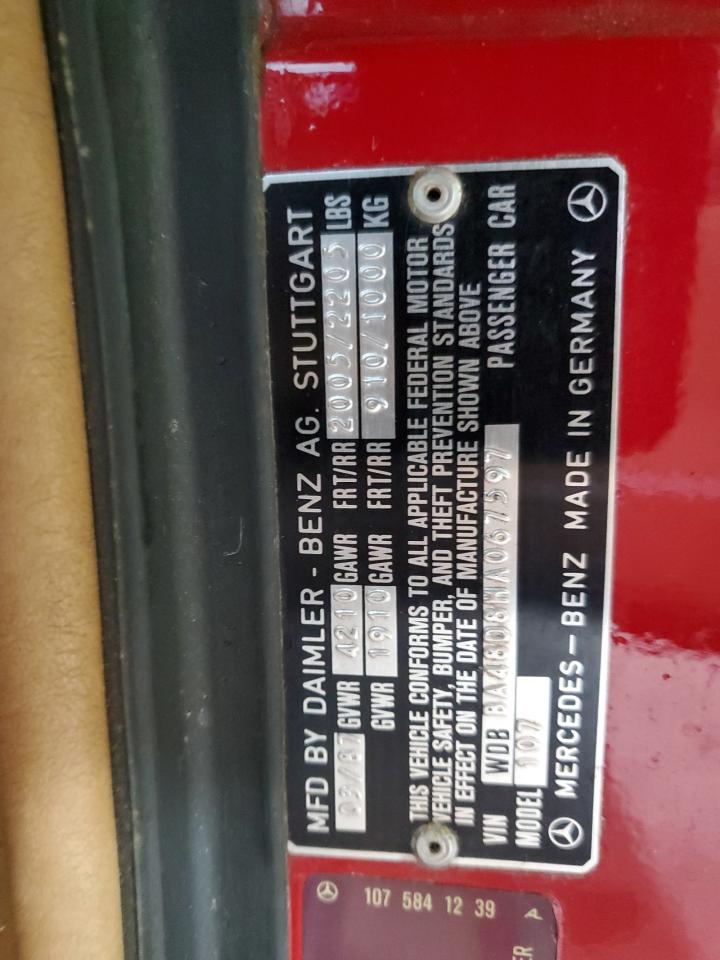 MFD BY DAIMLER - BENZ AG. STUTTGART
03/87 GVWR 4210 GAWR FRT/RR 2005/2205 LBS
GVWR 1910 GAWR FRT/RR 910/1000 KG
THIS VEHICLE CONFORMS TO ALL APPLICABLE FEDERAL MOTOR
VEHICLE SAFETY, BUMPER, AND THEFT PREVENTION STANDARDS
IN EFFECT ON THE DATE OF MANUFACTURE SHOWN ABOVE
VIN WDB BA48D8HA067597 PASSENGER CAR
MODEL 107
MERCEDES-BENZ MADE IN GERMANY
107 584 12 39 A